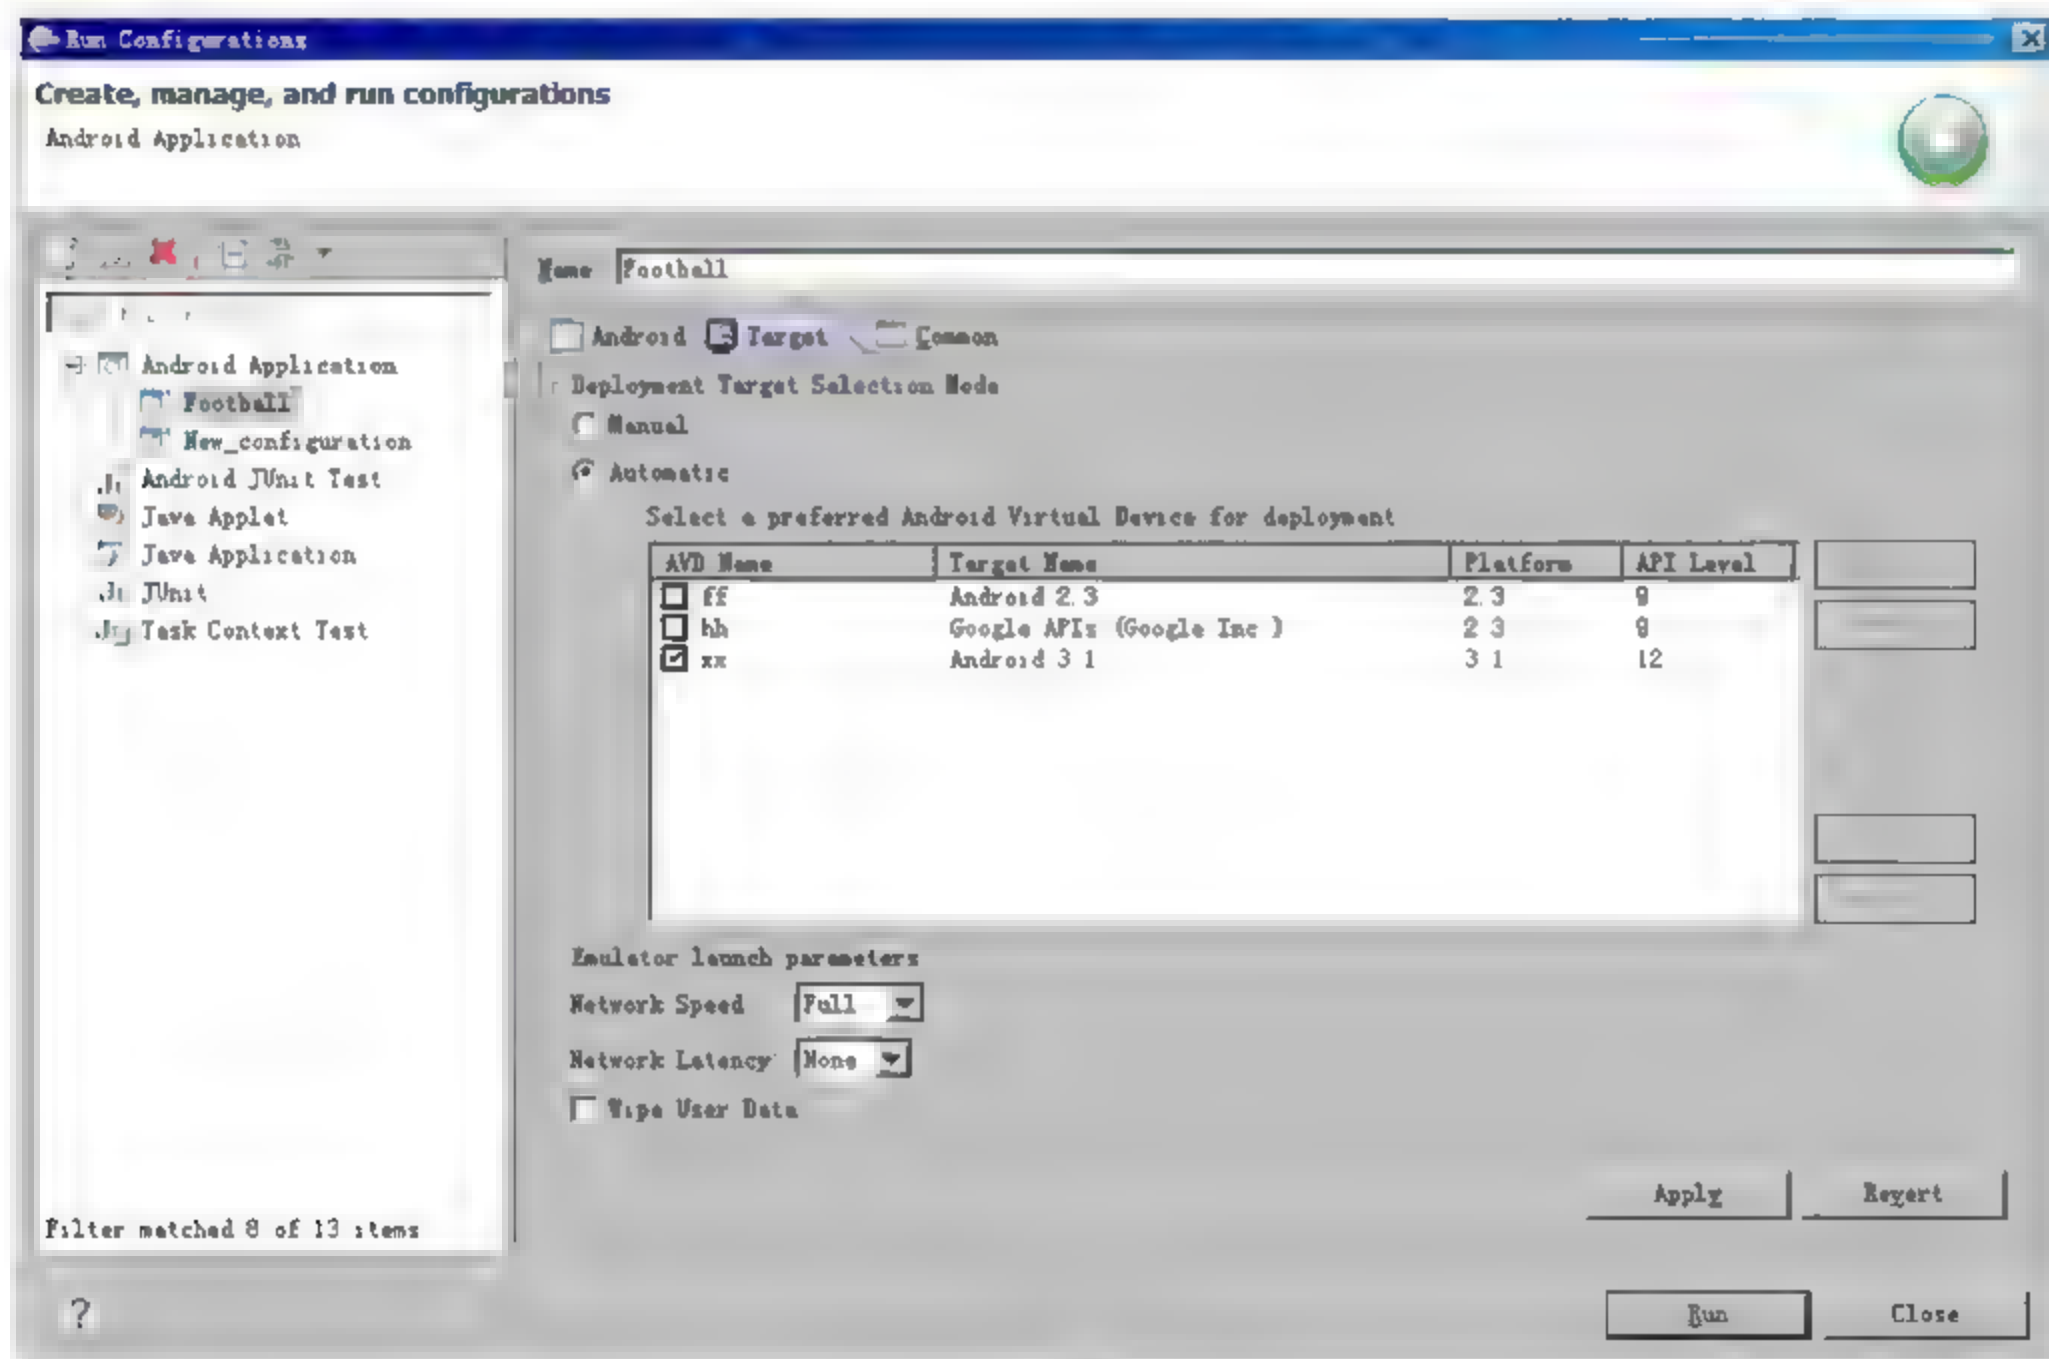 Run Configurations
Create, manage, and run configurations
Android Application
Name Football
Android Target Common
Android Application
Football
New_configuration
Android JUnit Test
Java Applet
Java Application
JUnit
Task Context Test
Filter matched 8 of 13 items
Deployment Target Selection Mode
Manual
Automatic
Select a preferred Android Virtual Device for deployment
AVD Name Target Name Platform API Level
ff Android 2.3 2.3 9
hh Google APIs (Google Inc ) 2 3 9
xx Android 3 1 3 1 12
Emulator launch parameters
Network Speed Full
Network Latency None
Wipe User Data
Apply Revert
? Run Close